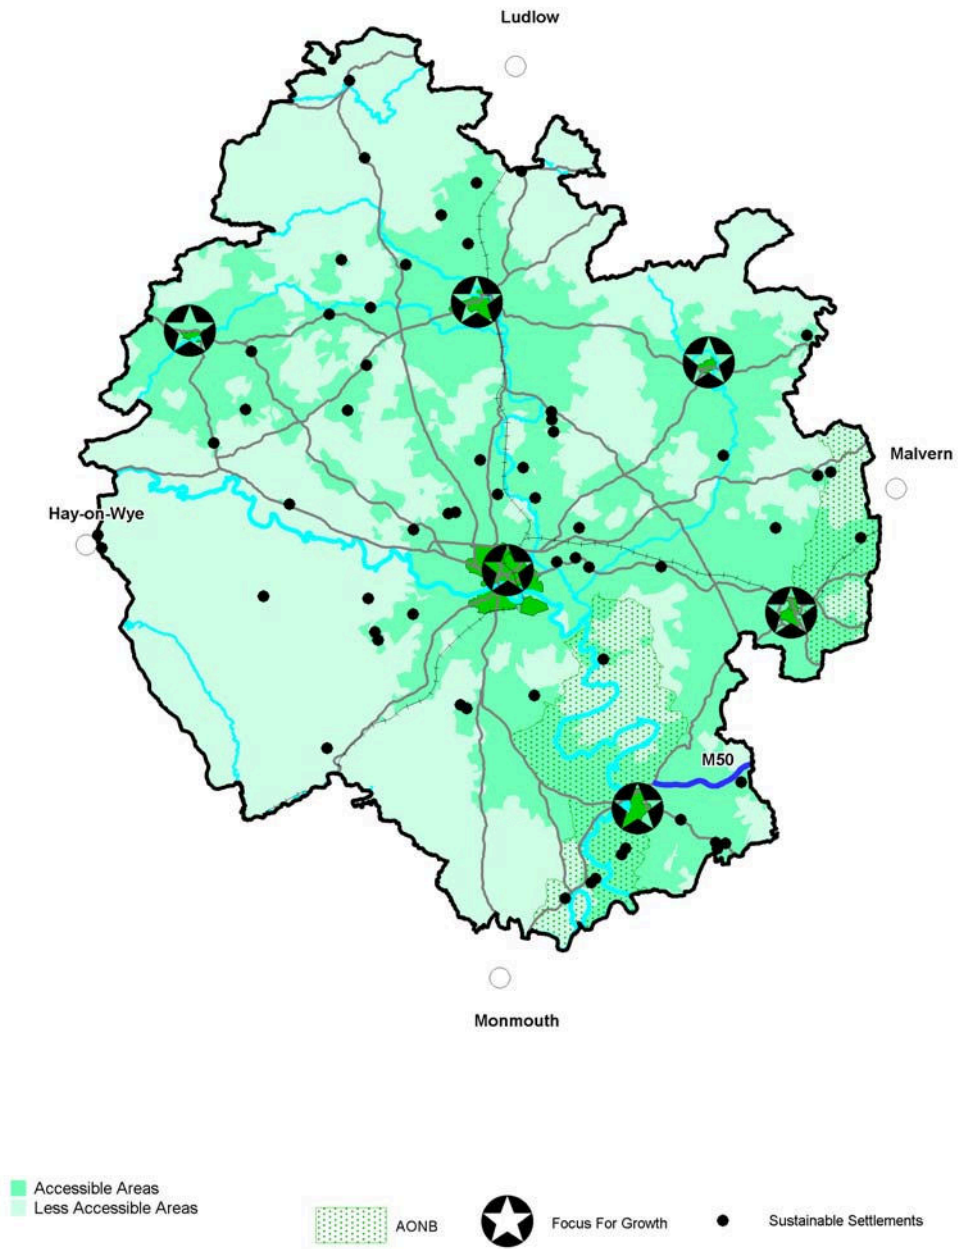 Ludlow
Malvern
Hay-on-Wye
M50
Monmouth
Accessible Areas
Less Accessible Areas
AONB
Focus For Growth
Sustainable Settlements